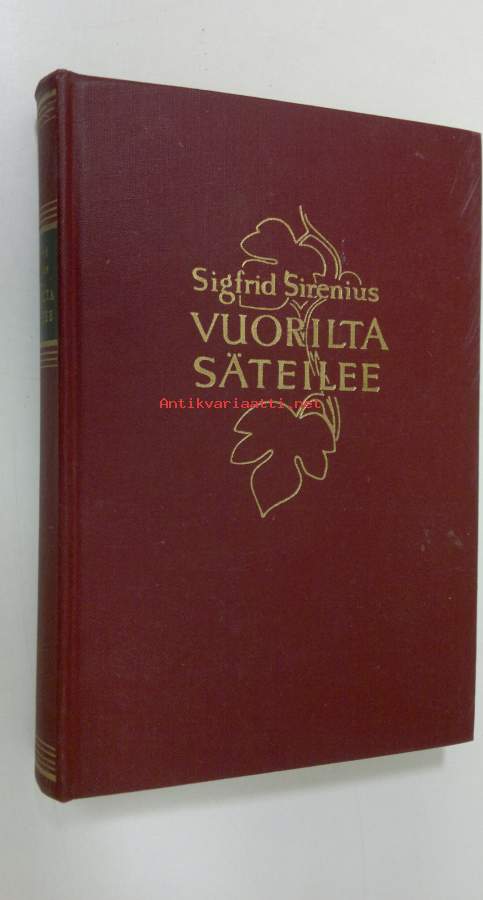 Sigfrid Sirenius
VUORILTA
SÄTEILEE
Antikvariaatti.net